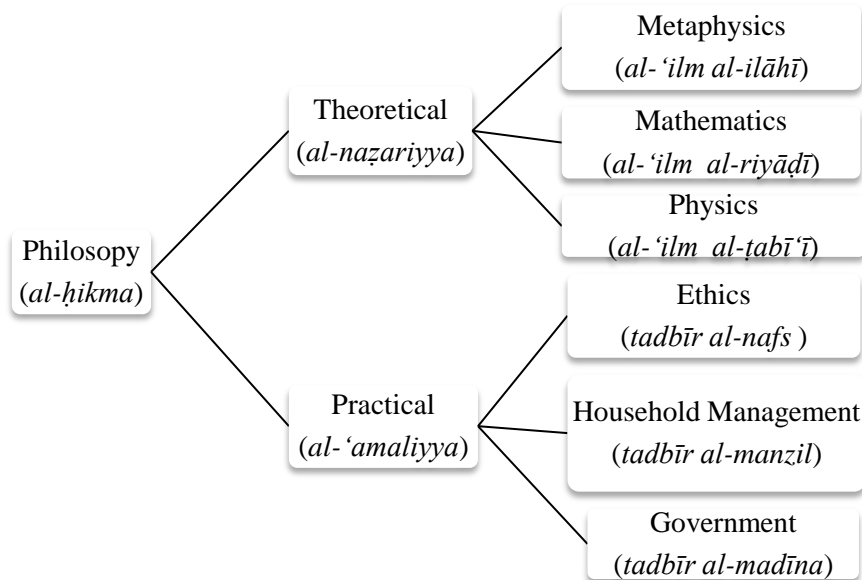 Philosopy
(al-ḥikma)
Theoretical
(al-naẓariyya)
Metaphysics
(al-‘ilm al-ilāhī)
Mathematics
(al-‘ilm al-riyāḍī)
Physics
(al-‘ilm al-ṭabī‘ī)
Practical
(al-‘amaliyya)
Ethics
(tadbīr al-nafs )
Household Management
(tadbīr al-manzil)
Government
(tadbīr al-madīna)